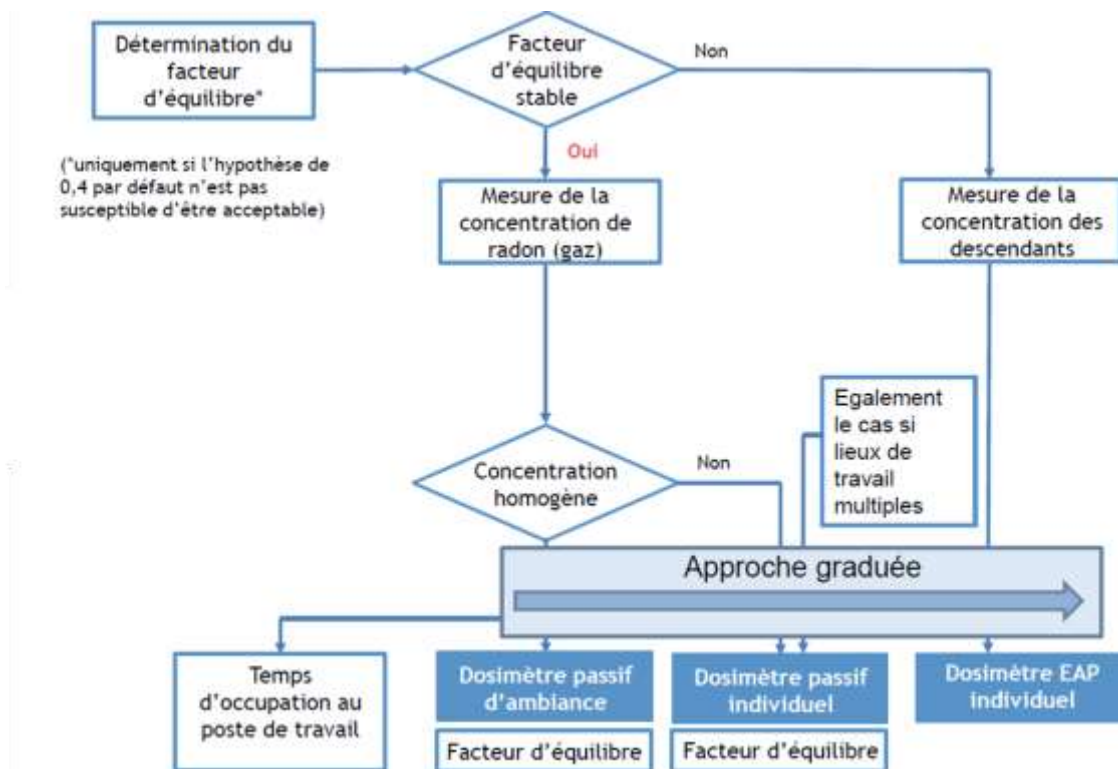 Détermination du
facteur
d'équilibre*
Facteur
d'équilibre
stable
Non
(*uniquement si l'hypothèse de
0,4 par défaut n'est pas
susceptible d'être acceptable)
Oui
Mesure de la
concentration de
radon (gaz)
Mesure de la
concentration des
descendants
Concentration
homogène
Non
Egalement
le cas si
lieux de
travail
multiples
Approche graduée
Temps
d'occupation au
poste de travail
Dosimètre passif
d'ambiance
Facteur d'équilibre
Dosimètre passif
individuel
Facteur d'équilibre
Dosimètre EAP
individuel